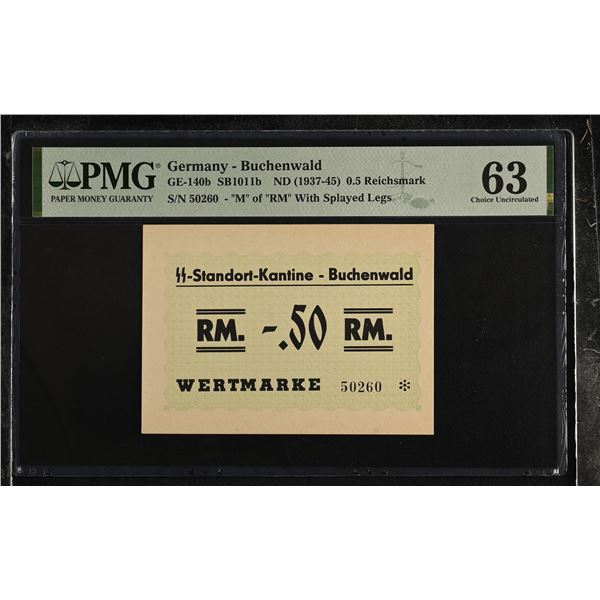 PMG®
PAPER MONEY GUARANTY
Germany - Buchenwald
GE-140b SB1011b ND (1937-45) 0.5 Reichsmark
S/N 50260 - "M" of "RM" With Splayed Legs
63
Choice Uncirculated
ᛋᛋ-Standort-Kantine - Buchenwald
RM. -.50 RM.
WERTMARKE 50260 *